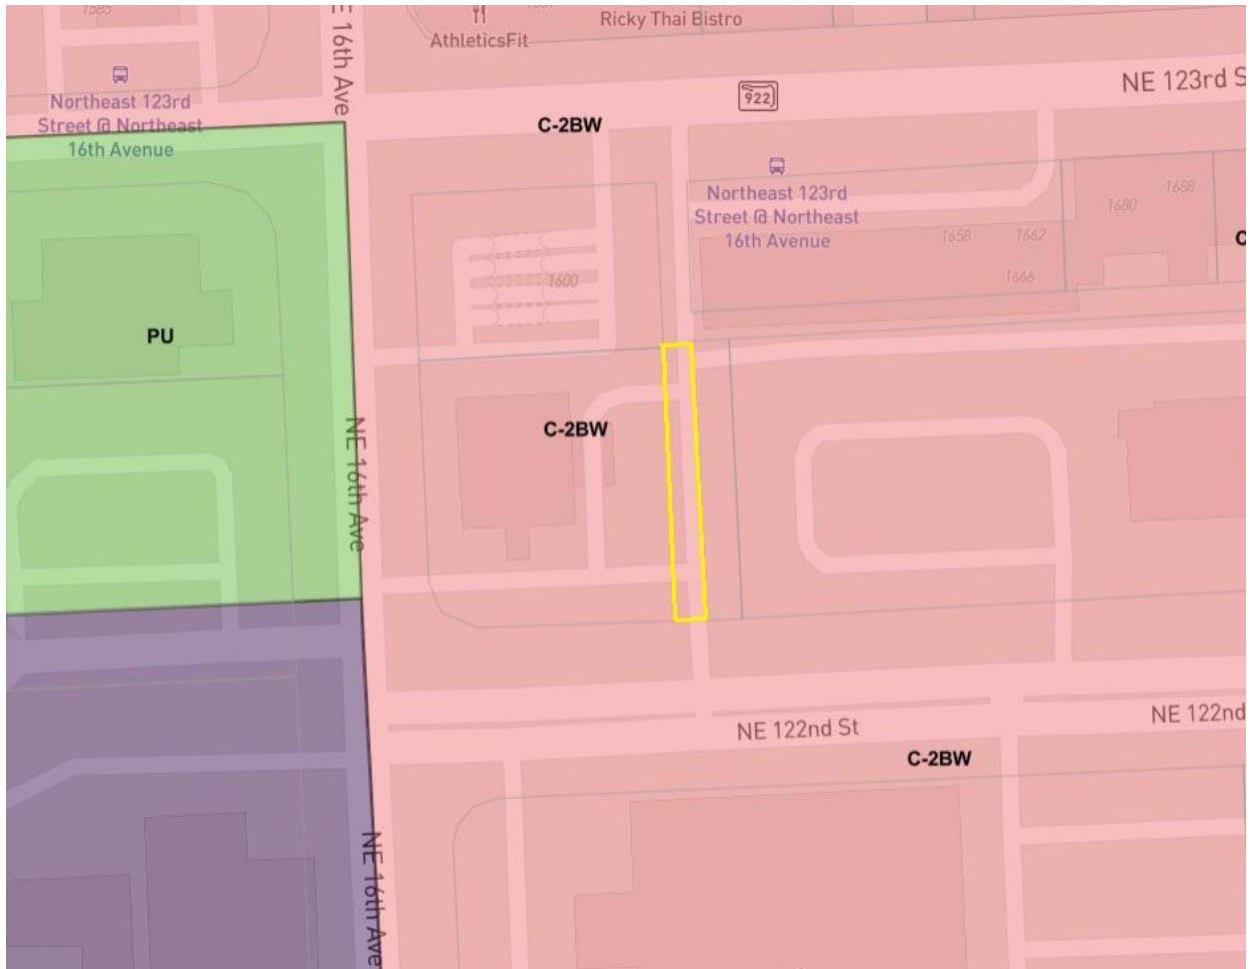 1585
AthleticsFit
Ricky Thai Bistro
E 16th Ave
Northeast 123rd
Street @ Northeast
16th Avenue
922
NE 123rd S
C-2BW
Northeast 123rd
Street @ Northeast
16th Avenue
1688
1680
1658
1662
C
1666
1600
PU
C-2BW
NE 16th Ave
NE 122nd St
NE 122nd
C-2BW
NE 16th Ave